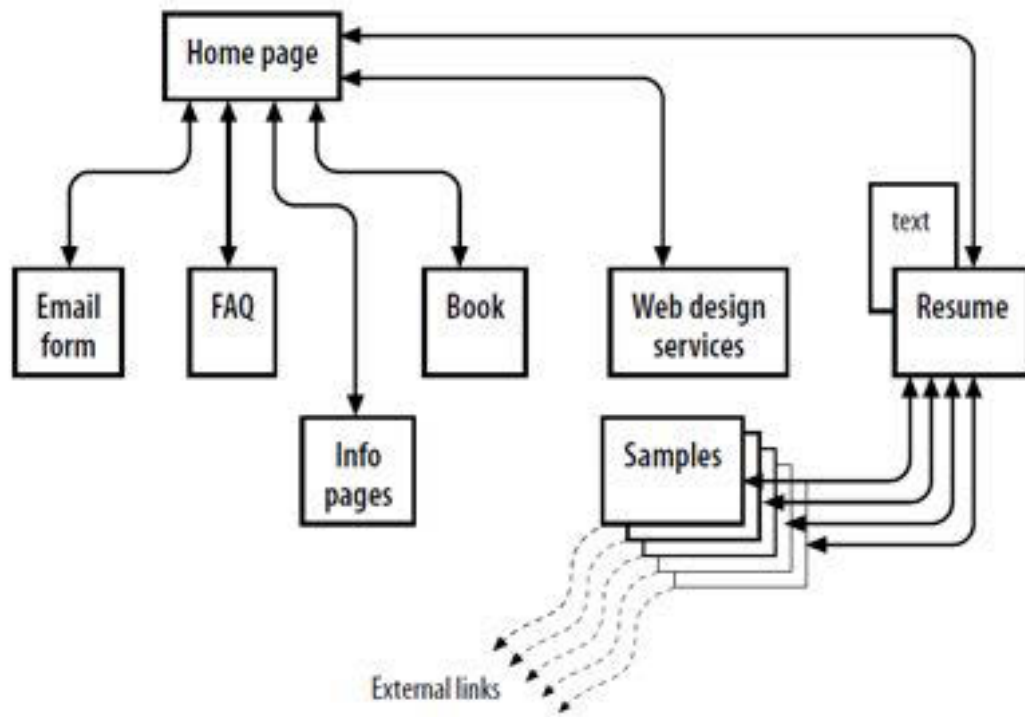 Home page
text
Email
form
FAQ
Book
Web design
services
Resume
Info
pages
Samples
External links